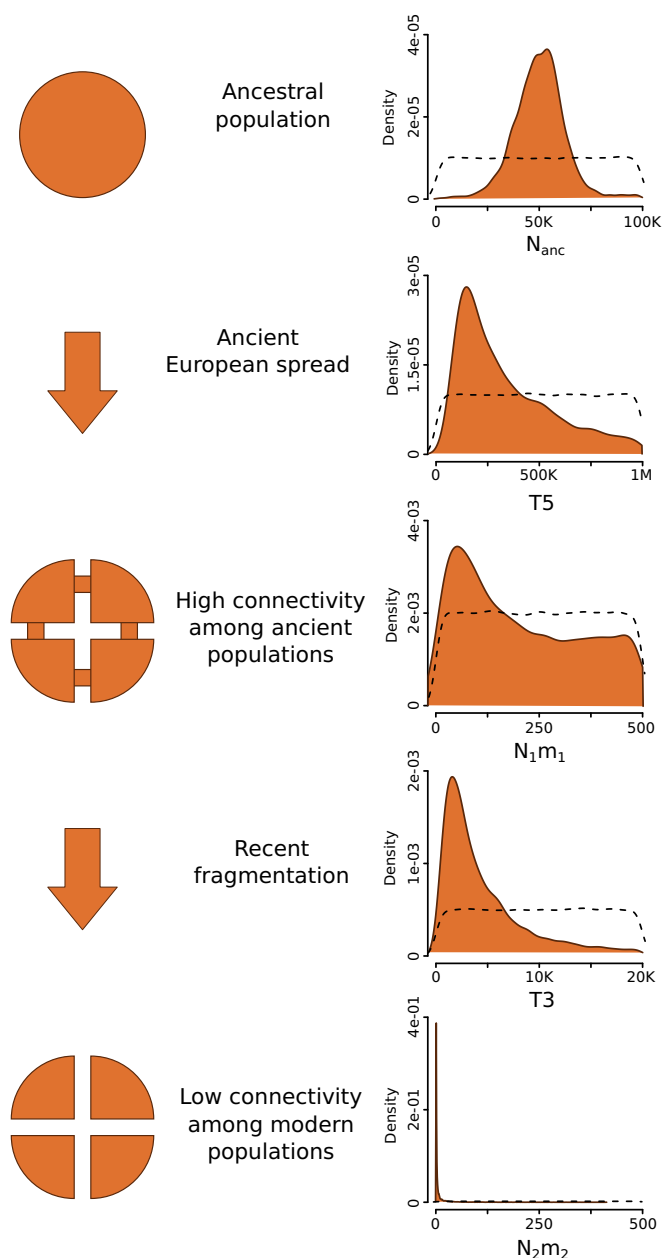 Ancestral
population
Density
0
2e-05
4e-05
0
50K
100K
Nanc
Ancient
European spread
Density
0
1.5e-05
3e-05
0
500K
1M
T5
High connectivity
among ancient
populations
Density
0
2e-03
4e-03
0
250
500
N₁m₁
Recent
fragmentation
Density
0
1e-03
2e-03
0
10K
20K
T3
Low connectivity
among modern
populations
Density
0
2e-01
4e-01
0
250
500
N₂m₂